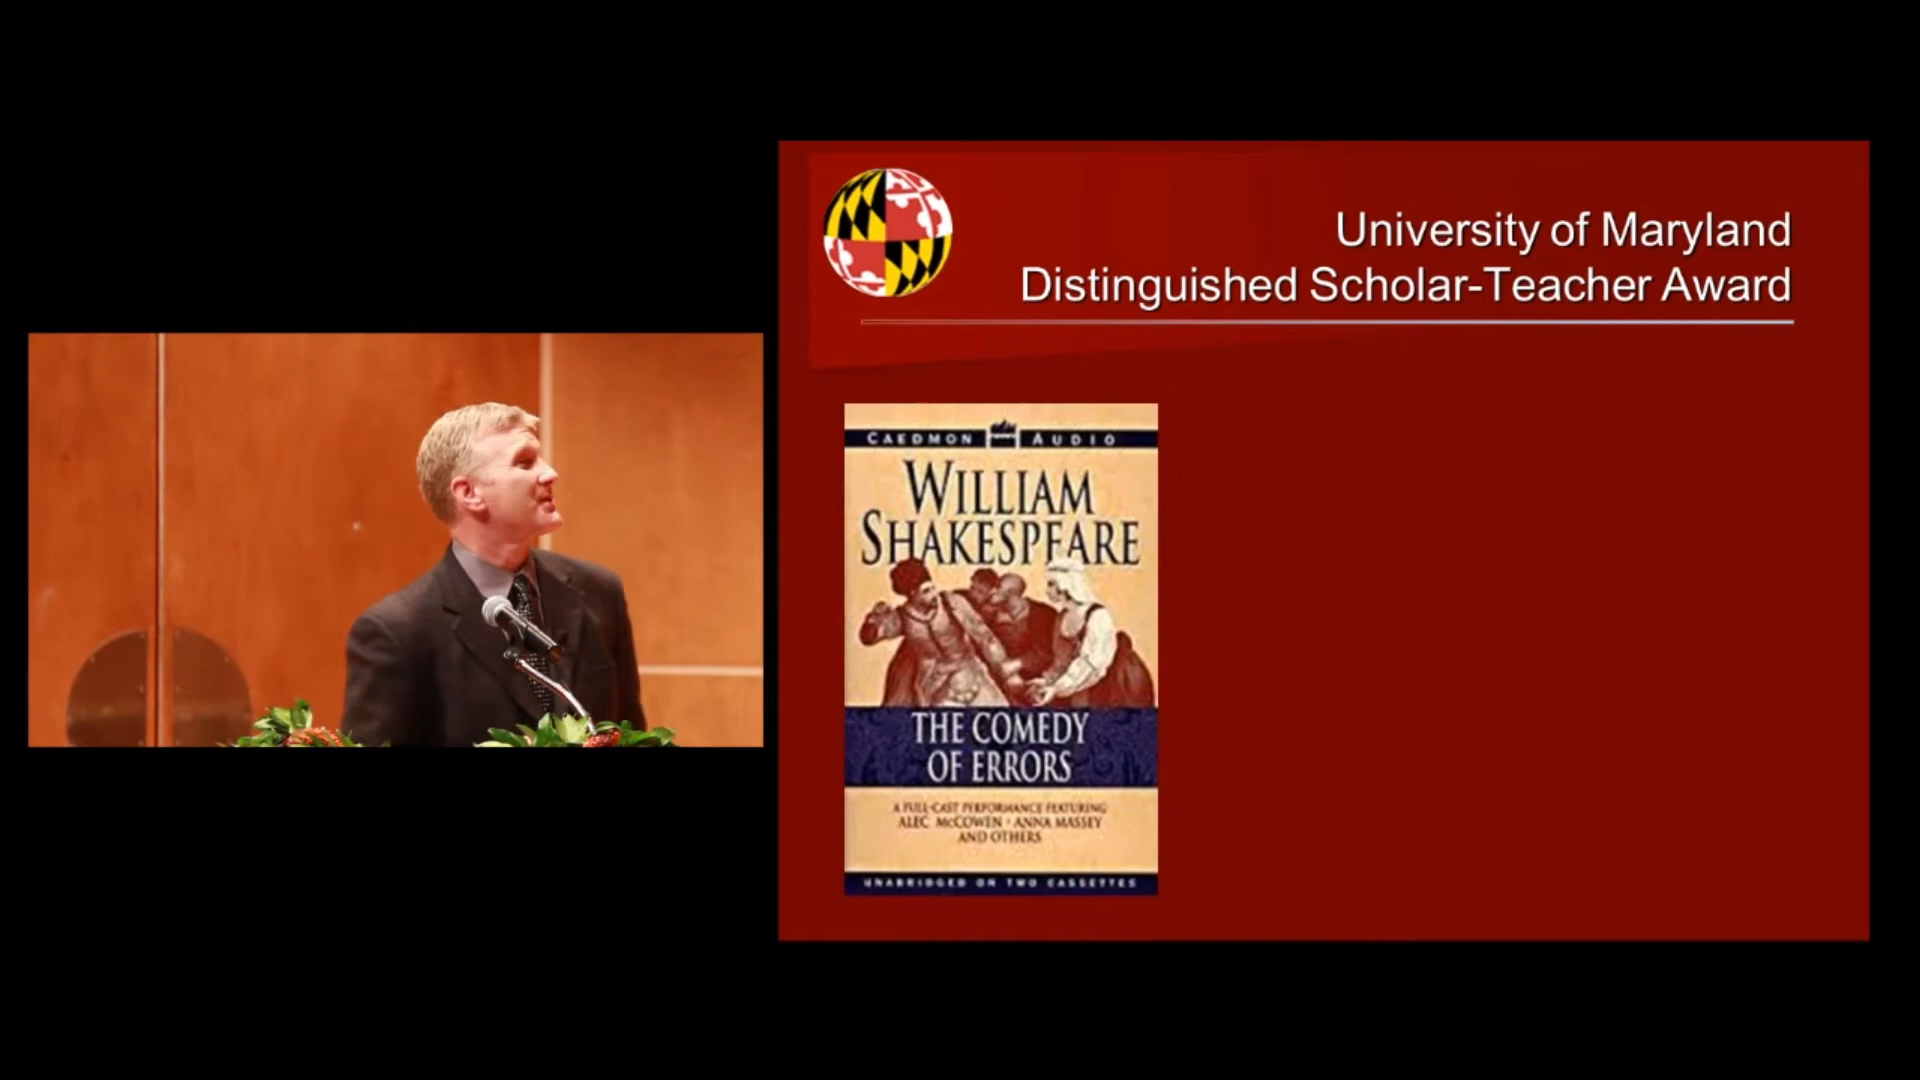 University of Maryland
Distinguished Scholar-Teacher Award
CAEDMON AUDIO
WILLIAM
SHAKESPEARE
THE COMEDY
OF ERRORS
A FULL-CAST PERFORMANCE FEATURING
ALEC McCOWEN · ANNA MASSEY
AND OTHERS
UNABRIDGED ON TWO CASSETTES